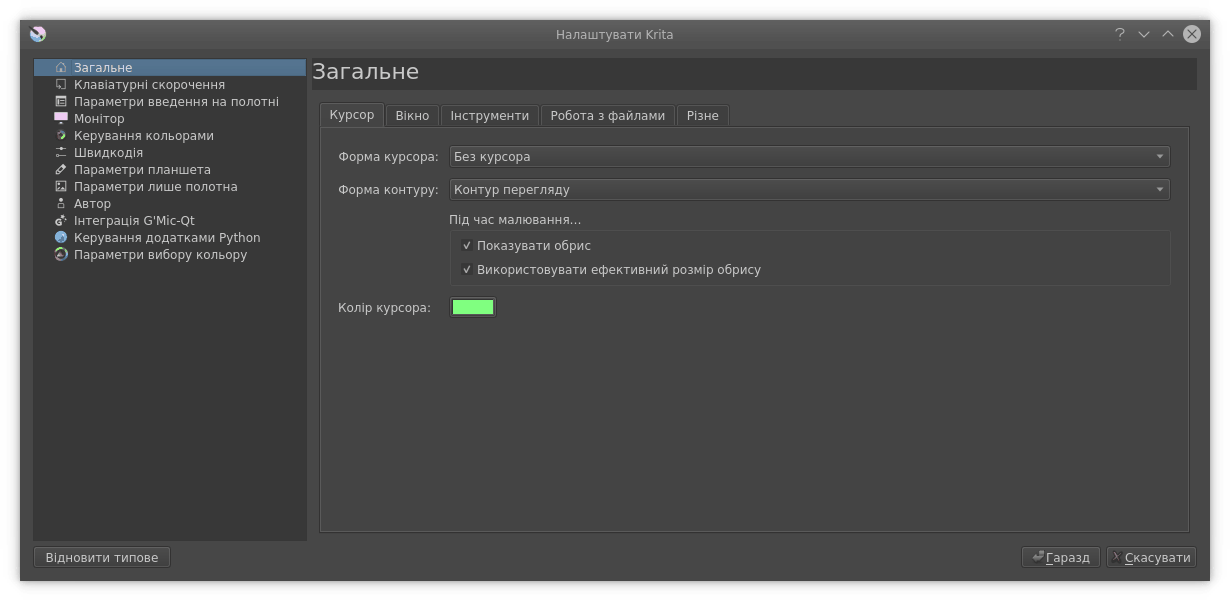 Налаштувати Krita
Загальне
Клавіатурні скорочення
Параметри введення на полотні
Монітор
Керування кольорами
Швидкодія
Параметри планшета
Параметри лише полотна
Автор
Інтеграція G'Mic-Qt
Керування додатками Python
Параметри вибору кольору
Загальне
Курсор Вікно Інструменти Робота з файлами Різне
Форма курсора: Без курсора
Форма контуру: Контур перегляду
Під час малювання...
Показувати обрис
Використовувати ефективний розмір обрису
Колір курсора:
Відновити типове Гаразд Скасувати